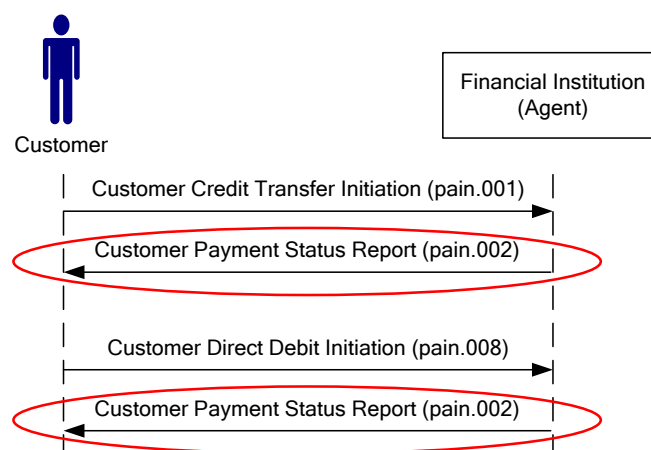 Financial Institution
(Agent)
Customer
Customer Credit Transfer Initiation (pain.001)
Customer Payment Status Report (pain.002)
Customer Direct Debit Initiation (pain.008)
Customer Payment Status Report (pain.002)